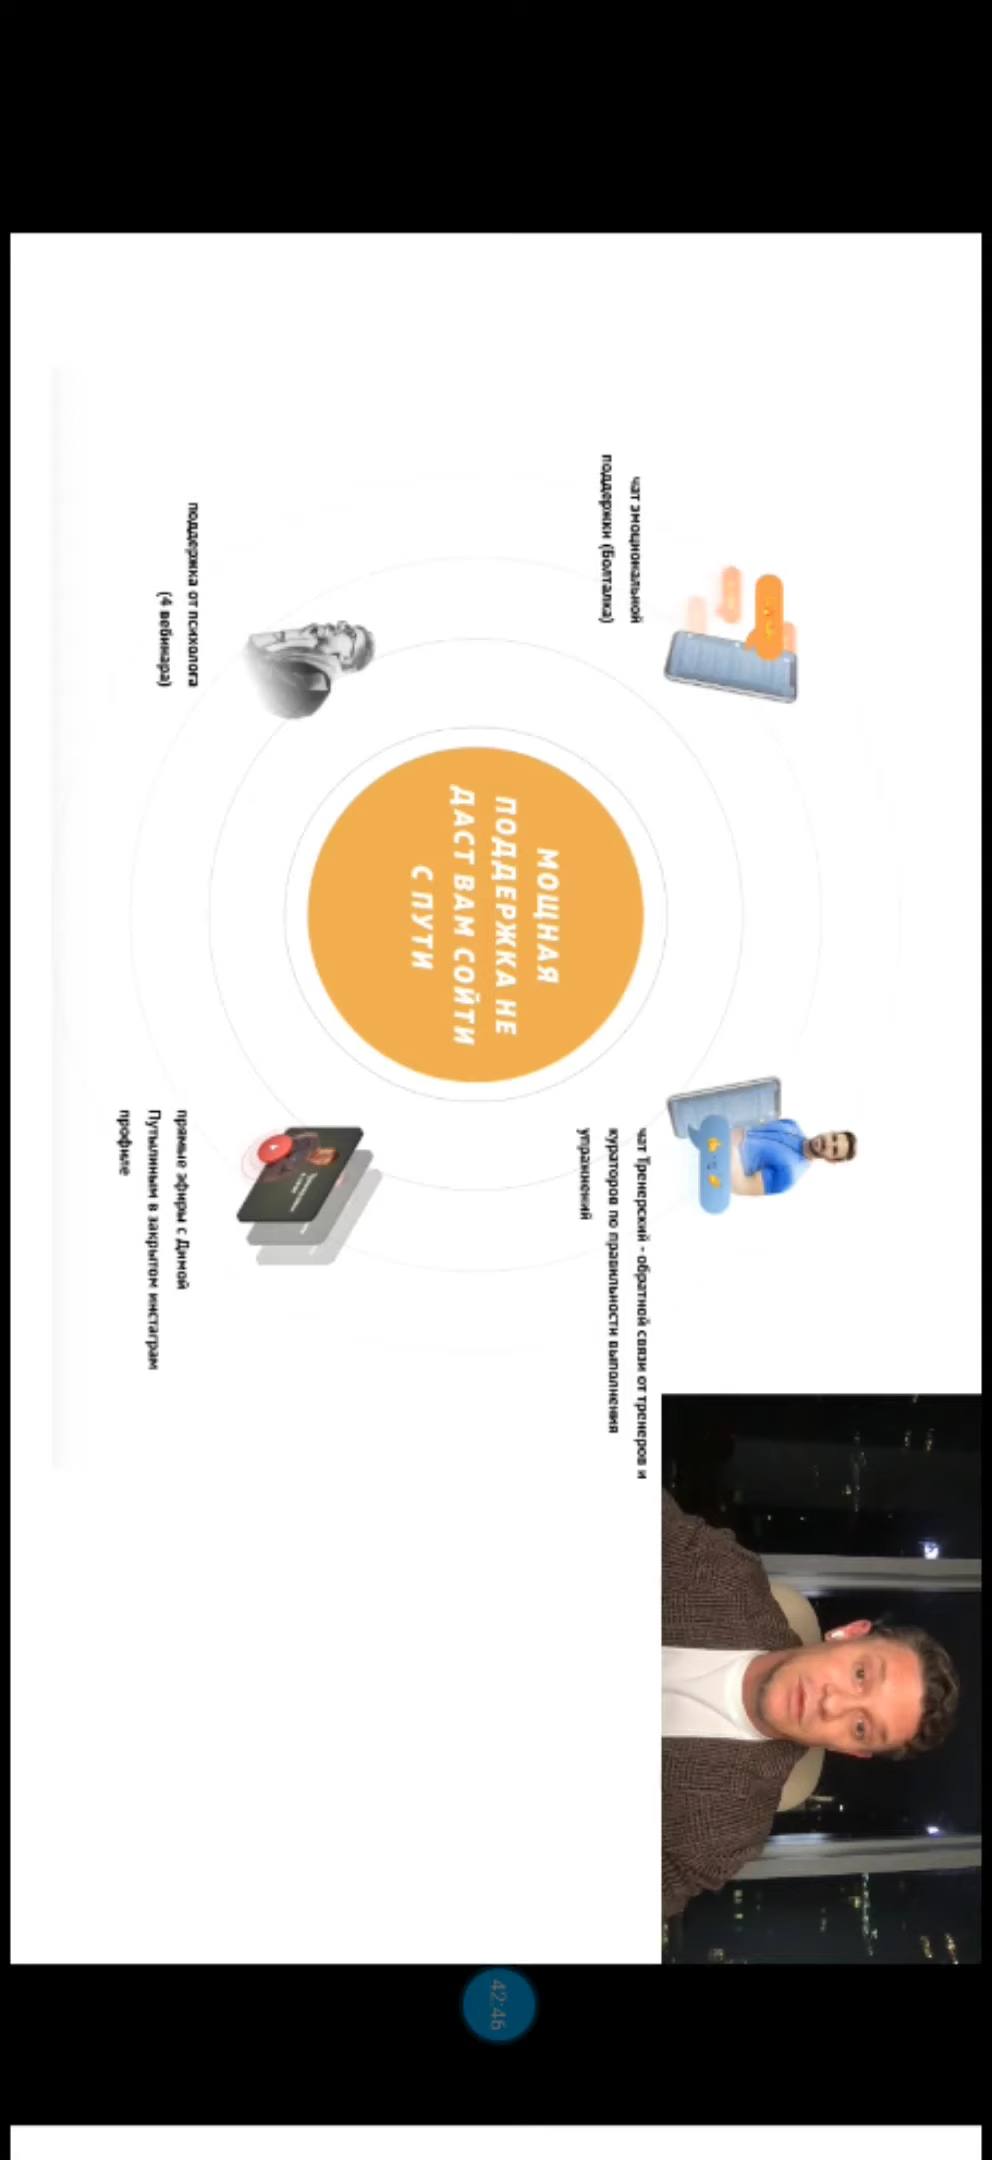 чат эмоциональной
поддержки (болталка)
чат Тренерский - обратной связи от тренеров и
кураторов по правильности выполнения
упражнений
МОЩНАЯ
ПОДДЕРЖКА НЕ
ДАСТ ВАМ СОЙТИ
С ПУТИ
поддержка от психолога
(4 вебинара)
прямые эфиры с Димой
Путылиным в закрытом инстаграм
профиле
42:46